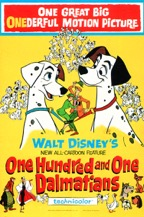 ONE GREAT BIG
ONEDERFUL MOTION PICTURE
WALT DISNEY'S
NEW ALL-CARTOON FEATURE
One Hundred and One
Dalmatians
technicolor